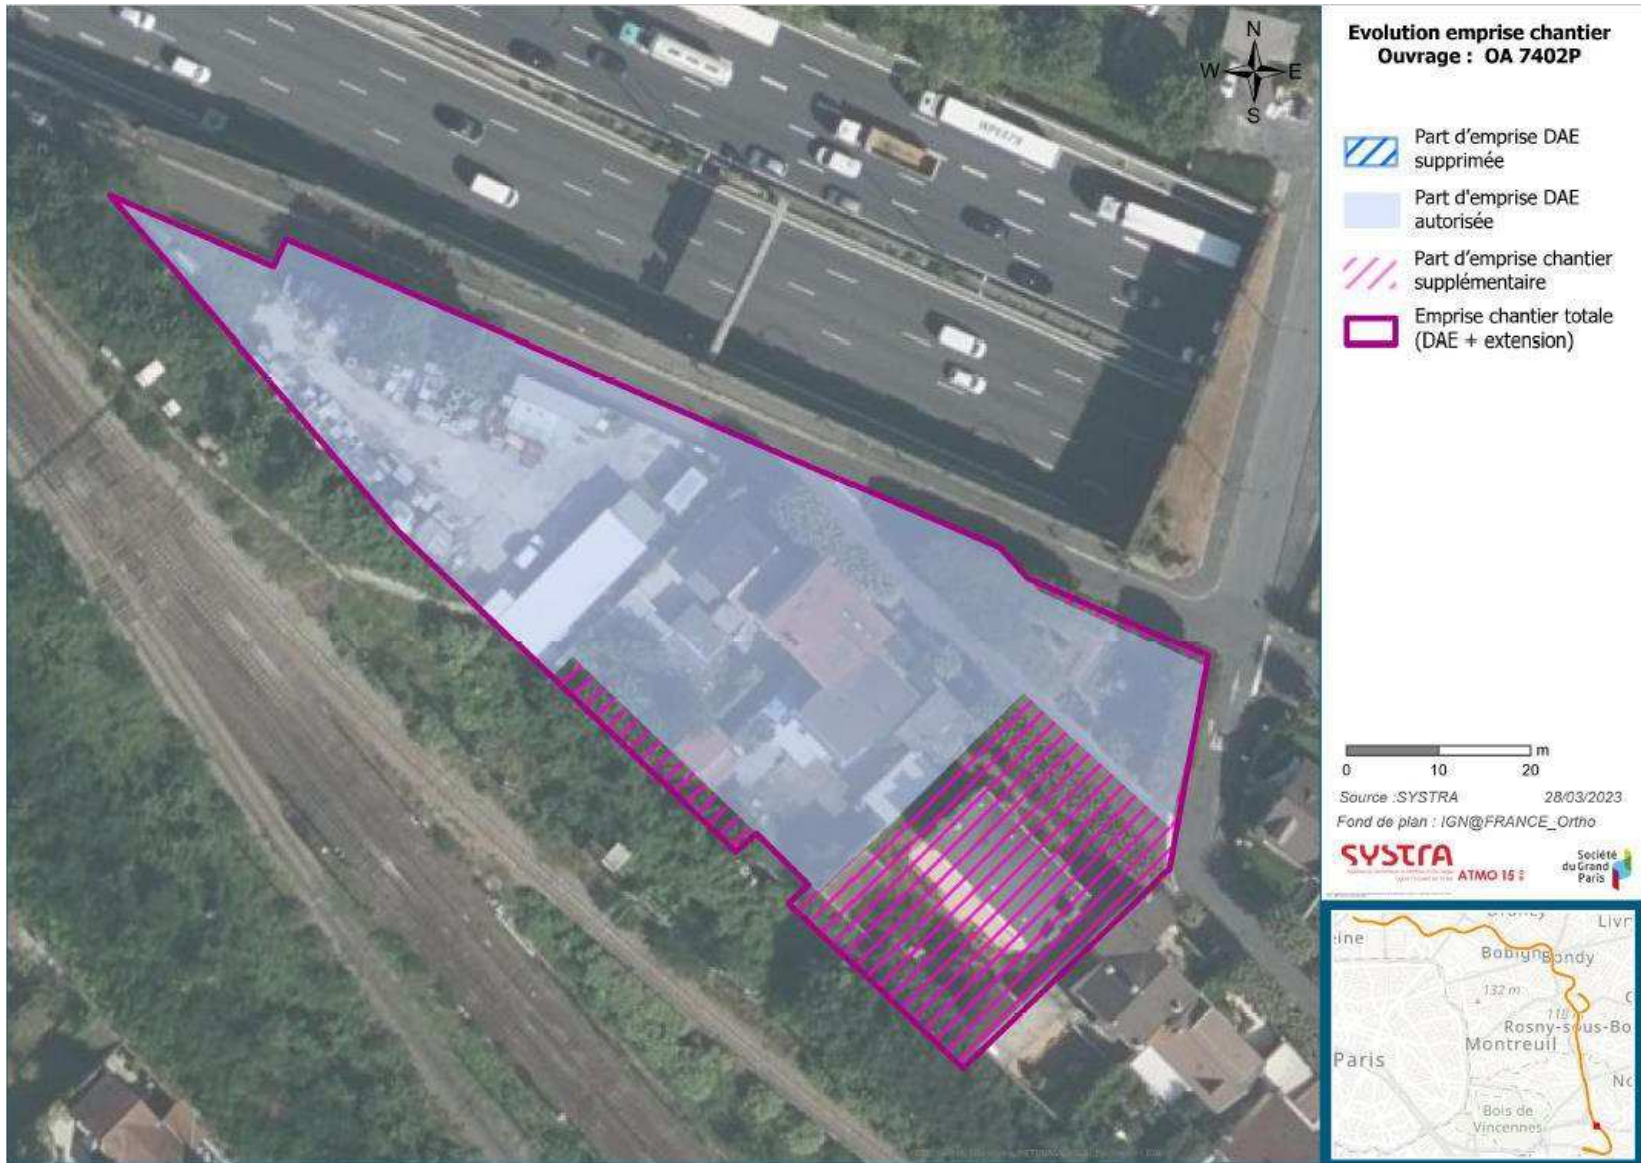 Evolution emprise chantier
Ouvrage : OA 7402P
N
W E
S
Part d'emprise DAE
supprimée
Part d'emprise DAE
autorisée
Part d'emprise chantier
supplémentaire
Emprise chantier totale
(DAE + extension)
m
0 10 20
Source :SYSTRA 28/03/2023
Fond de plan : IGN@FRANCE_Ortho
SYSTRA
ATMO 15
Société
du Grand
Paris
Livr
eine
Bobigny
Bondy
132 m
Rosny-sous-Bo
Montreuil
Paris
Bois de
Vincennes